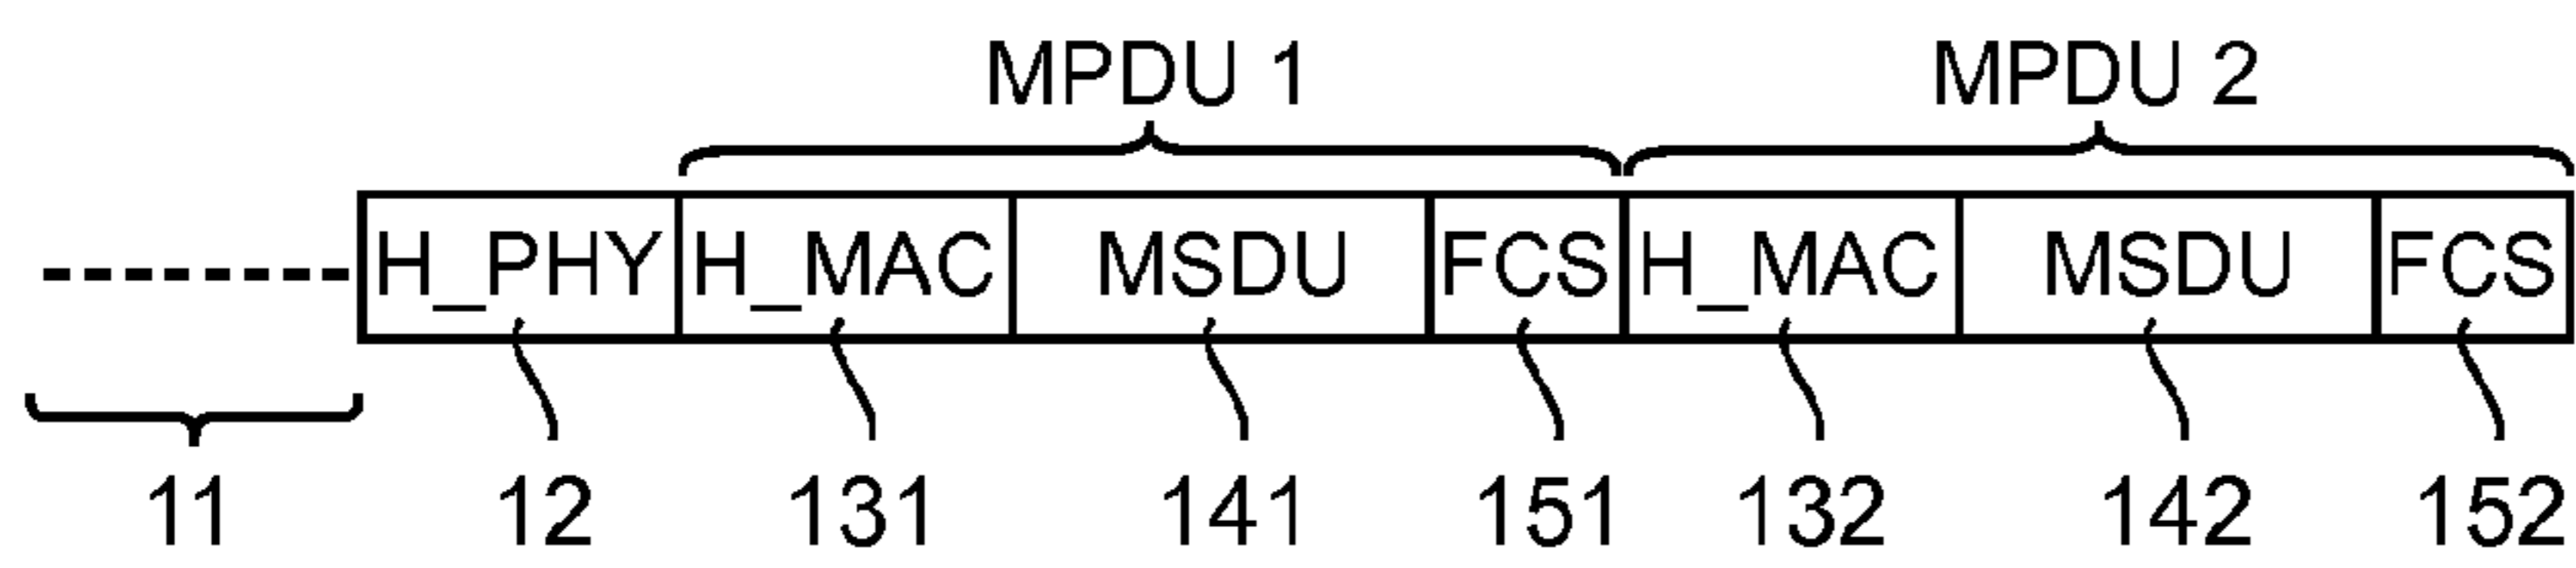 MPDU 1 MPDU 2
H_PHY H_MAC MSDU FCS H_MAC MSDU FCS
11 12 131 141 151 132 142 152